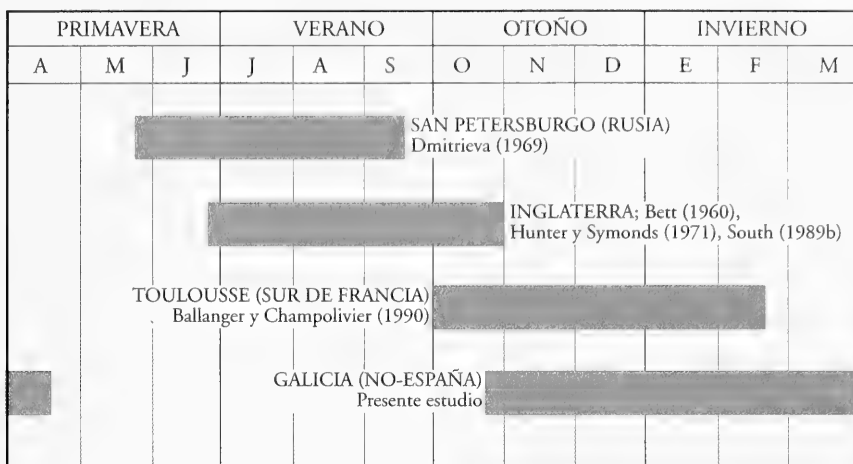 PRIMAVERA VERANO OTOÑO INVIERNO
A M J J A S O N D E F M
SAN PETERSBURGO (RUSIA)
Dmitrieva (1969)
INGLATERRA; Bett (1960),
Hunter y Symonds (1971), South (1989b)
TOULOUSSE (SUR DE FRANCIA)
Ballanger y Champolivier (1990)
GALICIA (NO-ESPAÑA)
Presente estudio